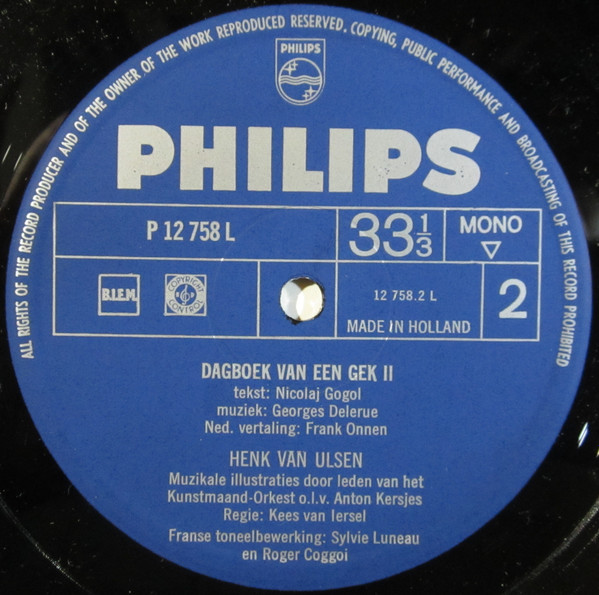 ALL RIGHTS OF THE RECORD PRODUCER AND OF THE OWNER OF THE WORK REPRODUCED RESERVED. COPYING, PUBLIC PERFORMANCE AND BROADCASTING OF THIS RECORD PROHIBITED
PHILIPS
PHILIPS
P 12 758 L
33 1/3
MONO
B.I.E.M.
COPYRIGHT
CONTROL
12 758.2 L
MADE IN HOLLAND
2
DAGBOEK VAN EEN GEK II
tekst: Nicolaj Gogol
muziek: Georges Delerue
Ned. vertaling: Frank Onnen
HENK VAN ULSEN
Muzikale illustraties door leden van het
Kunstmaand-Orkest o.l.v. Anton Kersjes
Regie: Kees van Iersel
Franse toneelbewerking: Sylvie Luneau
en Roger Coggoi